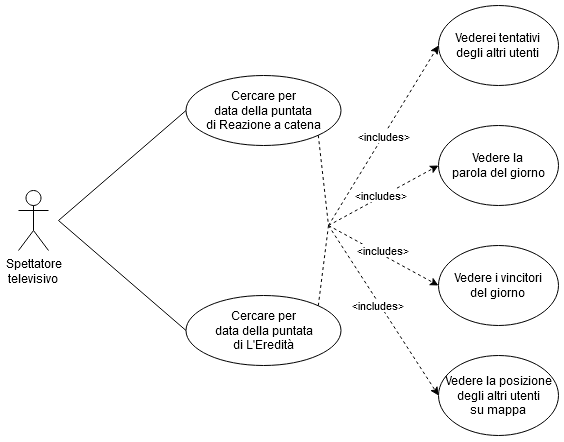 Vederei tentativi
degli altri utenti
Cercare per
data della puntata
di Reazione a catena
<includes>
Vedere la
parola del giorno
<includes>
Spettatore
televisivo
<includes>
Vedere i vincitori
del giorno
<includes>
Cercare per
data della puntata
di L'Eredità
Vedere la posizione
degli altri utenti
su mappa